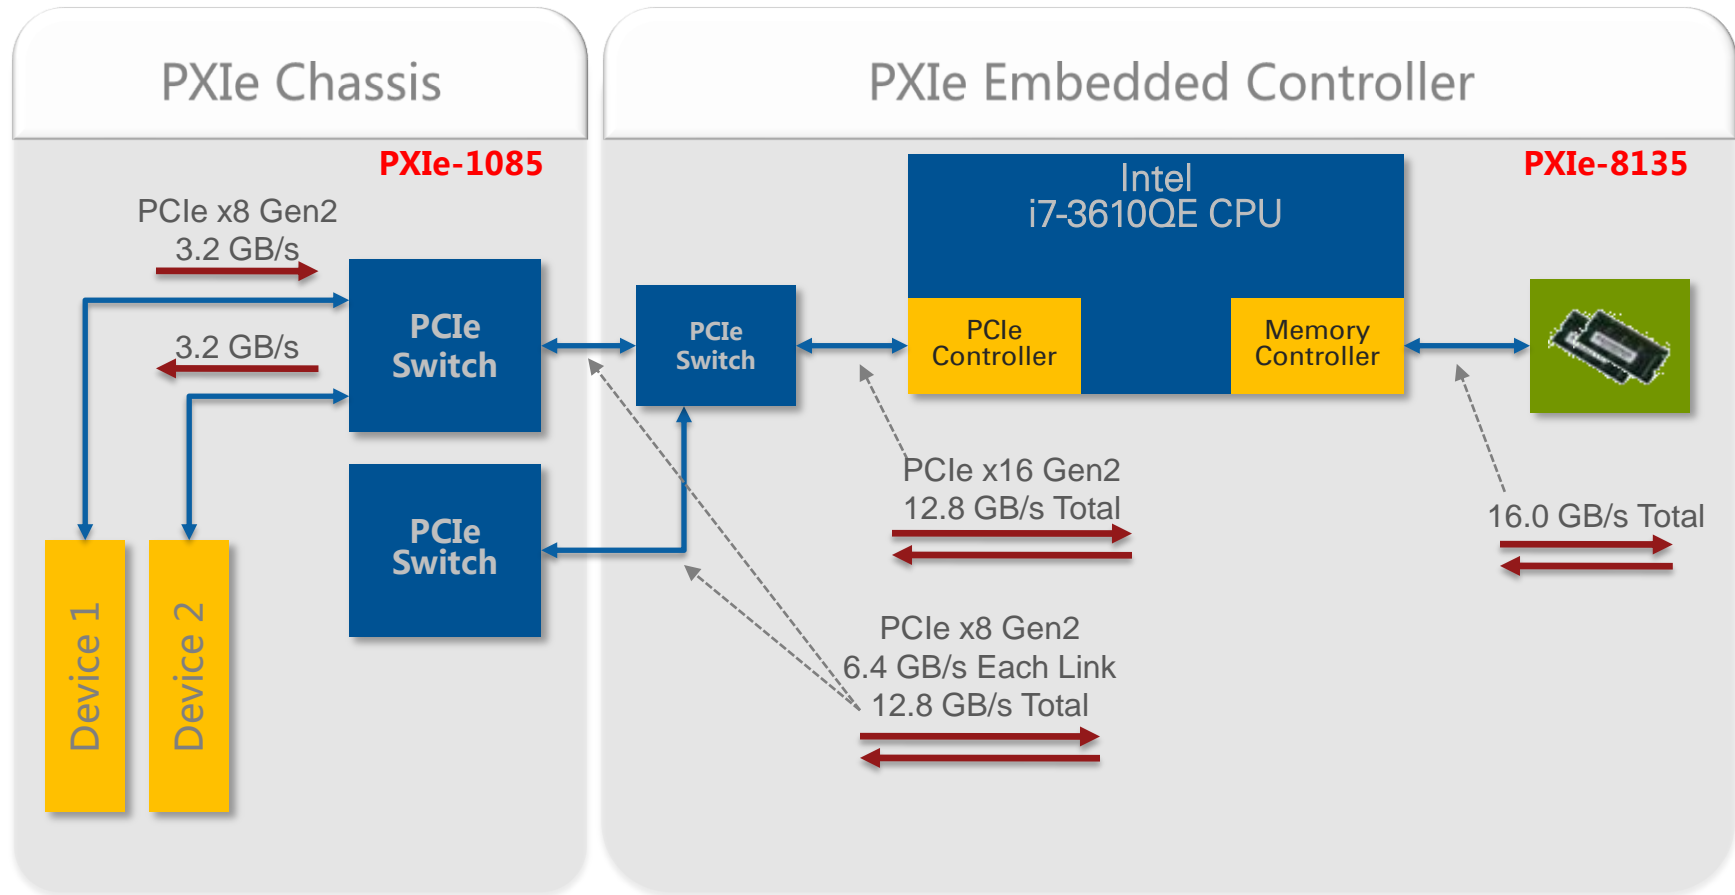 PXIe Chassis
PXIe Embedded Controller
PXIe-1085
PXIe-8135
PCIe x8 Gen2
3.2 GB/s
3.2 GB/s
PCIe
Switch
PCIe
Switch
Device 1
Device 2
PCIe
Switch
Intel
i7-3610QE CPU
PCIe
Controller
Memory
Controller
PCIe x16 Gen2
12.8 GB/s Total
16.0 GB/s Total
PCIe x8 Gen2
6.4 GB/s Each Link
12.8 GB/s Total